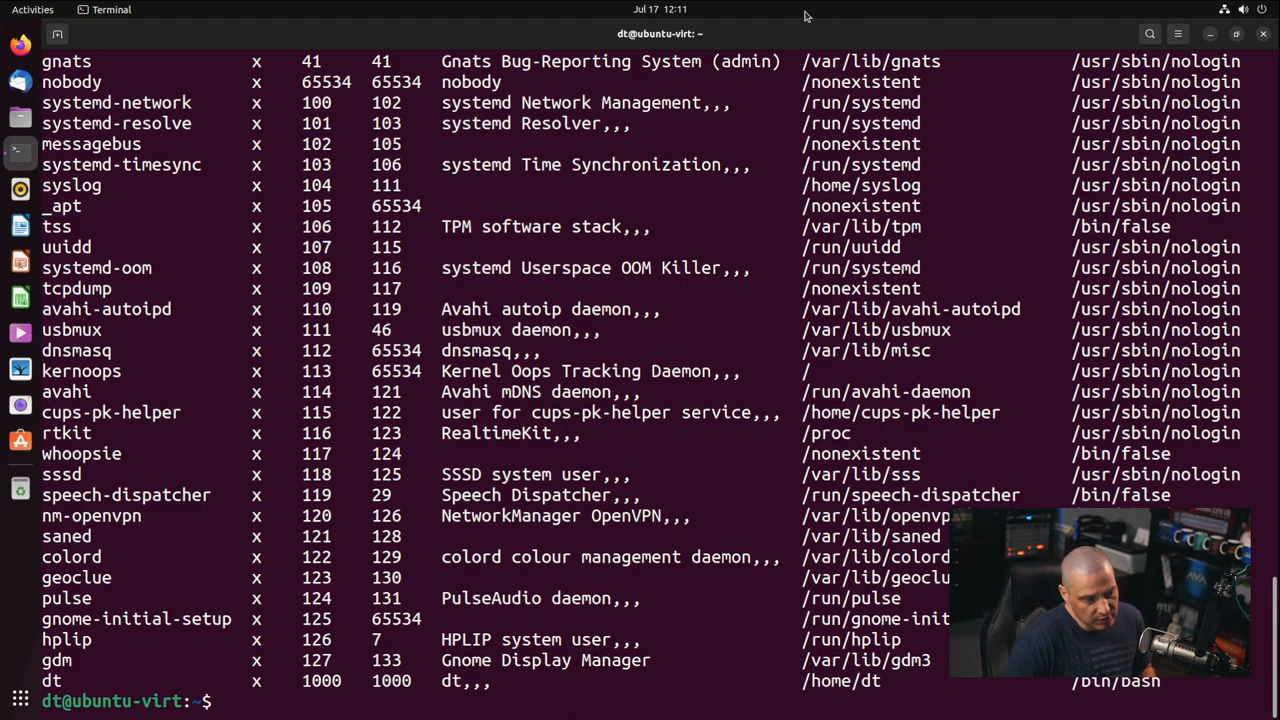 Activities Terminal Jul 17 12:11
dt@ubuntu-virt: ~
gnats x 41 41 Gnats Bug-Reporting System (admin) /var/lib/gnats /usr/sbin/nologin
nobody x 65534 65534 nobody /nonexistent /usr/sbin/nologin
systemd-network x 100 102 systemd Network Management,,, /run/systemd /usr/sbin/nologin
systemd-resolve x 101 103 systemd Resolver,,, /run/systemd /usr/sbin/nologin
messagebus x 102 105 /nonexistent /usr/sbin/nologin
systemd-timesync x 103 106 systemd Time Synchronization,,, /run/systemd /usr/sbin/nologin
syslog x 104 111 /home/syslog /usr/sbin/nologin
_apt x 105 65534 /nonexistent /usr/sbin/nologin
tss x 106 112 TPM software stack,,, /var/lib/tpm /bin/false
uuidd x 107 115 /run/uuidd /usr/sbin/nologin
systemd-oom x 108 116 systemd Userspace OOM Killer,,, /run/systemd /usr/sbin/nologin
tcpdump x 109 117 /nonexistent /usr/sbin/nologin
avahi-autoipd x 110 119 Avahi autoip daemon,,, /var/lib/avahi-autoipd /usr/sbin/nologin
usbmux x 111 46 usbmux daemon,,, /var/lib/usbmux /usr/sbin/nologin
dnsmasq x 112 65534 dnsmasq,,, /var/lib/misc /usr/sbin/nologin
kernoops x 113 65534 Kernel Oops Tracking Daemon,,, / /usr/sbin/nologin
avahi x 114 121 Avahi mDNS daemon,,, /run/avahi-daemon /usr/sbin/nologin
cups-pk-helper x 115 122 user for cups-pk-helper service,,, /home/cups-pk-helper /usr/sbin/nologin
rtkit x 116 123 RealtimeKit,,, /proc /usr/sbin/nologin
whoopsie x 117 124 /nonexistent /bin/false
sssd x 118 125 SSSD system user,,, /var/lib/sss /usr/sbin/nologin
speech-dispatcher x 119 29 Speech Dispatcher,,, /run/speech-dispatcher /bin/false
nm-openvpn x 120 126 NetworkManager OpenVPN,,, /var/lib/openvp
saned x 121 128 /var/lib/saned
colord x 122 129 colord colour management daemon,,, /var/lib/colord
geoclue x 123 130 /var/lib/geoclu
pulse x 124 131 PulseAudio daemon,,, /run/pulse
gnome-initial-setup x 125 65534 /run/gnome-init
hplip x 126 7 HPLIP system user,,, /run/hplip
gdm x 127 133 Gnome Display Manager /var/lib/gdm3
dt x 1000 1000 dt,,, /home/dt /bin/bash
dt@ubuntu-virt:~$